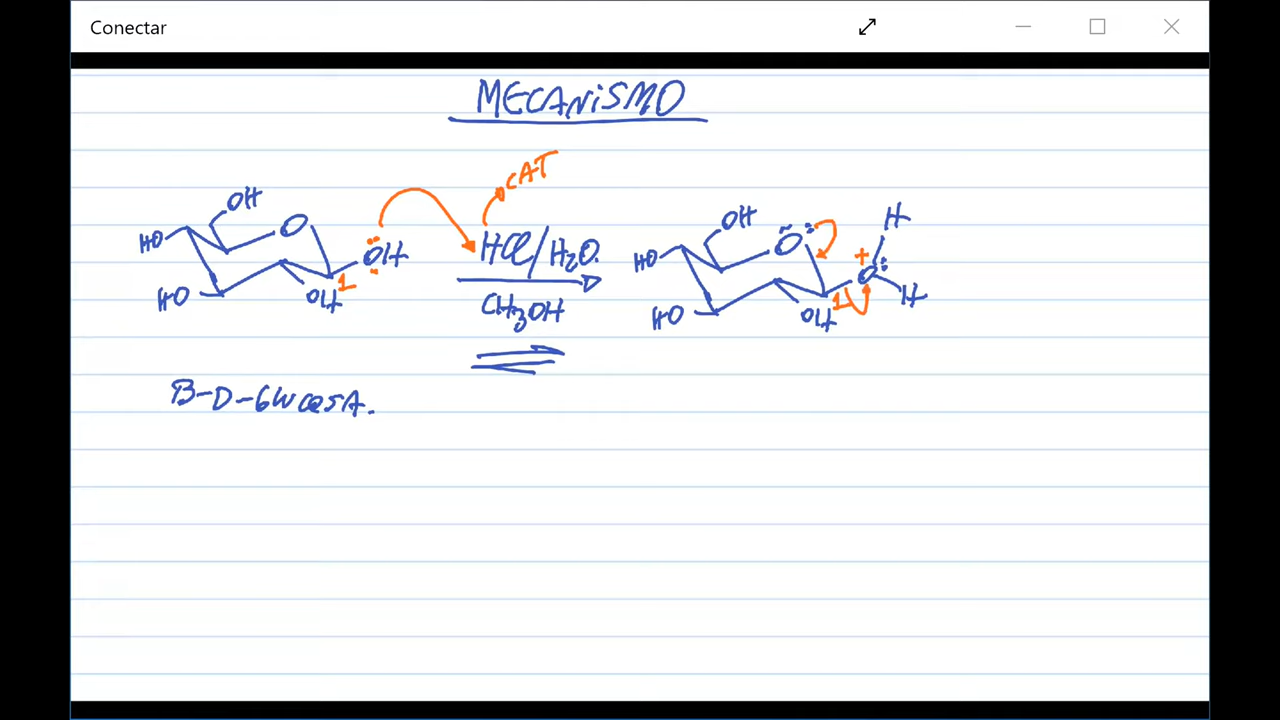 Conectar
MECANiSMO
CAT
OH
HO
O
OH
HO
OH
1
HCl/H2O.
CH3OH
OH
HO
O
H
+
O
H
HO
OH
1
B-D-GlucosA.